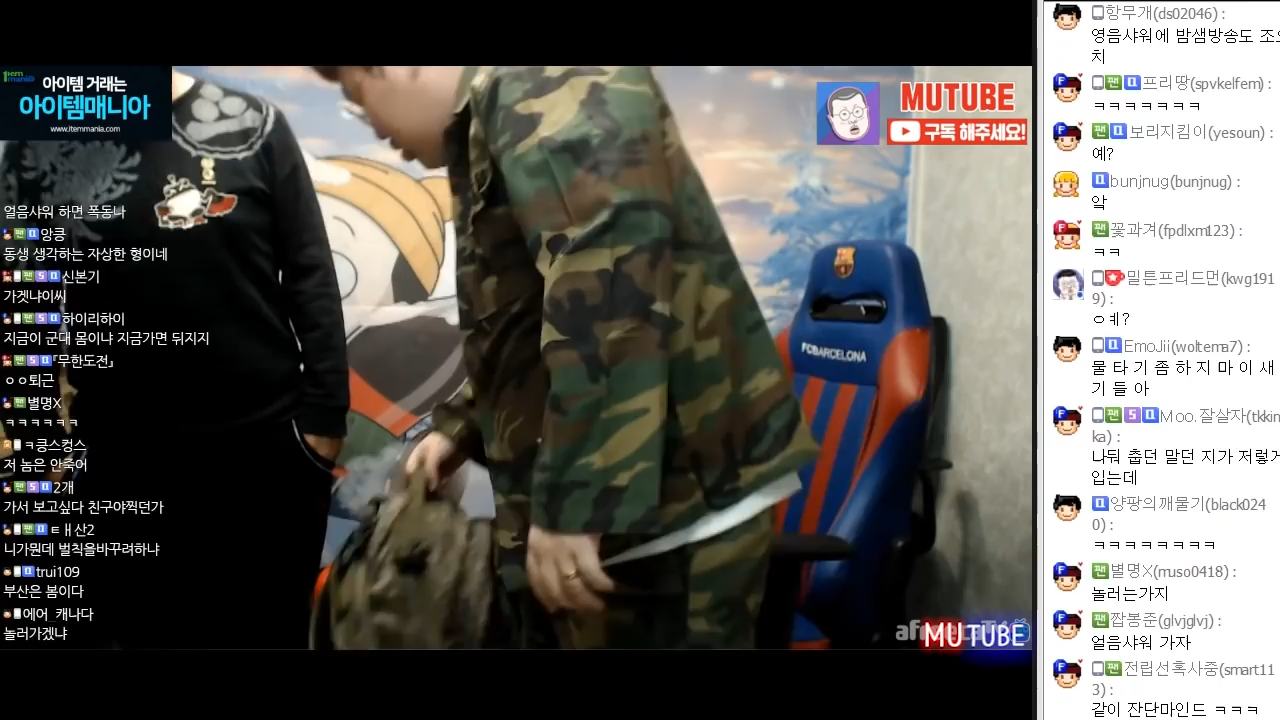 아이템 거래는
아이템매니아
www.itemmania.com
MUTUBE
구독 해주세요!
FCBARCELONA
얼음샤워 하면 폭동나
앙킁
동생 생각하는 자상한 형이네
신본기
가겟냐이씨
하이리하이
지금이 군대 몸이냐 지금가면 뒤지지
『무한도전』
ㅇㅇ퇴근
별명X
ㅋㅋㅋㅋㅋㅋ
ㅋ콩스컹스
저 놈은 안죽어
2개
가서 보고싶다 친구야찍던가
ㅌㅐ산2
니가뭔데 벌칙을바꾸려하냐
trui109
부산은 봄이다
에어_캐나다
놀러가겠냐
MUTUBE
항무개(ds02046) :
영음샤워에 밤샘방송도 조
치
프리땅(spvkelfem) :
ㅋㅋㅋㅋㅋㅋㅋ
보리지킴이(yesoun) :
예?
bunjnug(bunjnug) :
악
꽃과겨(fpdlxm123) :
ㅋㅋ
밀튼프리드먼(kwg191
9) :
ㅇㅖ?
EmoJii(woltema7) :
물 타 기 좀 하 지 마 이 새
기 들 아
Moo.잘살자(tkkin
ka) :
나둬 춥던 말던 지가 저렇게
입는데
양팡의깨물기(black024
0) :
ㅋㅋㅋㅋㅋㅋㅋㅋ
별명X(muso0418) :
놀러는가지
짭봉준(glvjglvj) :
얼음샤워 가자
전립선혹사중(smart11
3) :
같이 잔단마인드 ㅋㅋㅋ